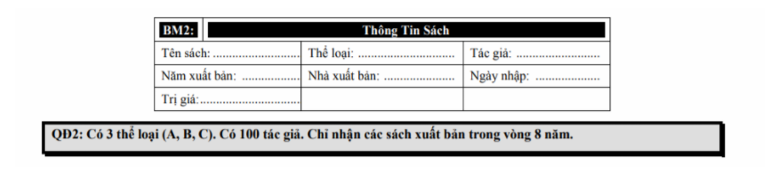 BM2: Thông Tin Sách
Tên sách: ........................... Thể loại: .............................. Tác giả: ..........................
Năm xuất bản: .................. Nhà xuất bản: ...................... Ngày nhập: ....................
Trị giá:...............................
QĐ2: Có 3 thể loại (A, B, C). Có 100 tác giả. Chỉ nhận các sách xuất bản trong vòng 8 năm.